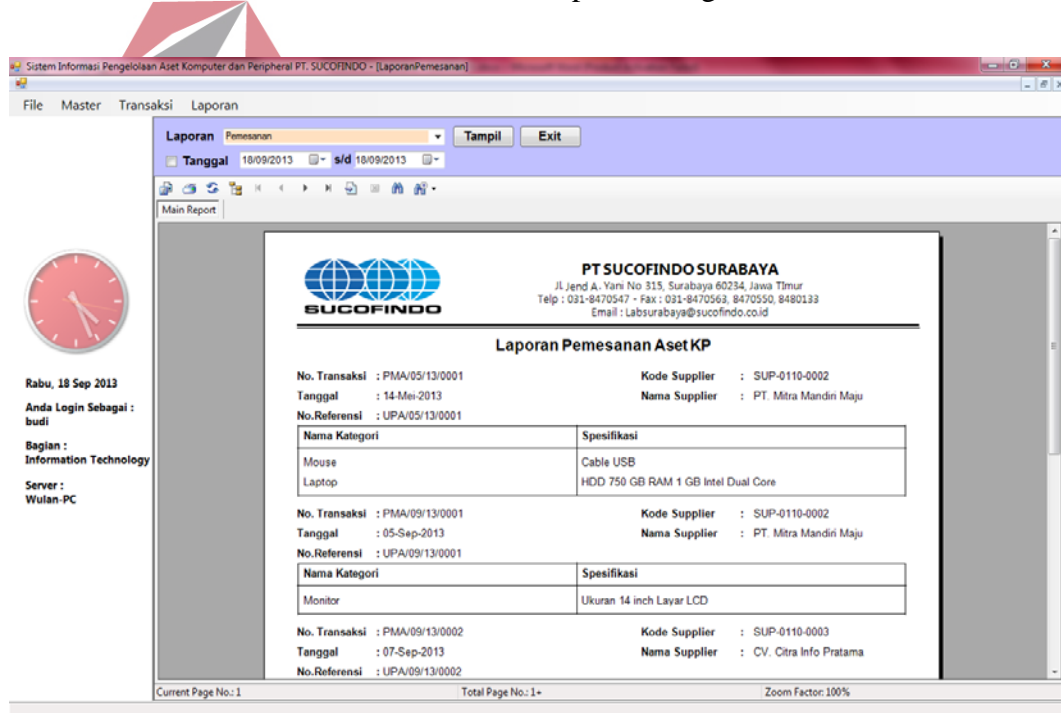 Sistem Informasi Pengelolaan Aset Komputer dan Peripheral PT. SUCOFINDO - [LaporanPemesanan]
File Master Transaksi Laporan
Laporan Pemesanan Tampil Exit
Tanggal 18/09/2013 s/d 18/09/2013
Main Report
SUCOFINDO
PT SUCOFINDO SURABAYA
Jl. Jend A. Yani No 315, Surabaya 60234, Jawa TImur
Telp : 031-8470547 - Fax : 031-8470563, 8470550, 8480133
Email : Labsurabaya@sucofindo.co.id
Laporan Pemesanan Aset KP
No. Transaksi : PMA/05/13/0001 Kode Supplier : SUP-0110-0002
Tanggal : 14-Mei-2013 Nama Supplier : PT. Mitra Mandiri Maju
No.Referensi : UPA/05/13/0001
Nama Kategori Spesifikasi
Mouse Cable USB
Laptop HDD 750 GB RAM 1 GB Intel Dual Core
No. Transaksi : PMA/09/13/0001 Kode Supplier : SUP-0110-0002
Tanggal : 05-Sep-2013 Nama Supplier : PT. Mitra Mandiri Maju
No.Referensi : UPA/09/13/0001
Nama Kategori Spesifikasi
Monitor Ukuran 14 inch Layar LCD
No. Transaksi : PMA/09/13/0002 Kode Supplier : SUP-0110-0003
Tanggal : 07-Sep-2013 Nama Supplier : CV. Citra Info Pratama
No.Referensi : UPA/09/13/0002
Rabu, 18 Sep 2013
Anda Login Sebagai :
budi
Bagian :
Information Technology
Server :
Wulan-PC
Current Page No.: 1 Total Page No.: 1+ Zoom Factor: 100%